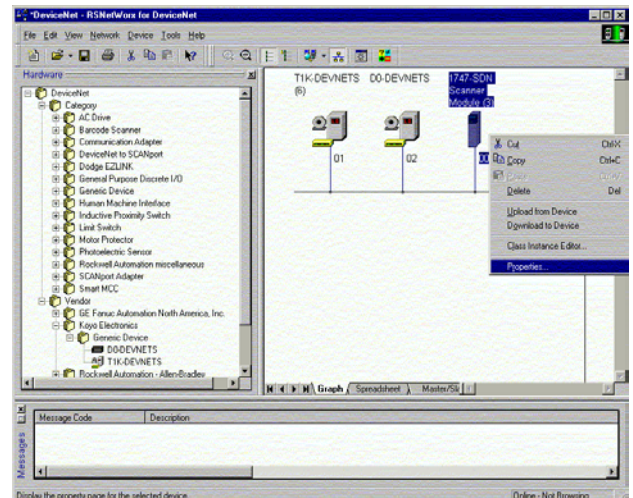 *DeviceNet - RSNetWorx for DeviceNet
File Edit View Network Device Tools Help
Hardware
DeviceNet
Category
AC Drive
Barcode Scanner
Communication Adapter
DeviceNet to SCANport
Dodge EZLINK
General Purpose Discrete I/O
Generic Device
Human Machine Interface
Inductive Proximity Switch
Limit Switch
Motor Protector
Photoelectric Sensor
Rockwell Automation miscellaneous
SCANport Adapter
Smart MCC
Vendor
GE Fanuc Automation North America, Inc.
Koyo Electronics
Generic Device
D0-DEVNETS
T1K-DEVNETS
Rockwell Automation - Allen-Bradley
T1K-DEVNETS
(6)
D0-DEVNETS
1747-SDN
Scanner
Module (3)
01
02
00
Cut Ctrl+X
Copy Ctrl+C
Paste
Delete Del
Upload from Device
Download to Device
Class Instance Editor...
Properties...
Graph Spreadsheet
Messages
Message Code Description
Display the property page for the selected device
Online - Not Browsing